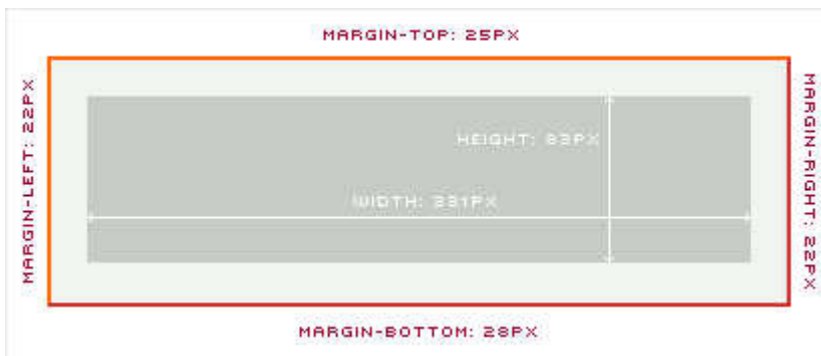 MARGIN-TOP: 25PX
MARGIN-LEFT: 22PX
MARGIN-RIGHT: 22PX
HEIGHT: 83PX
WIDTH: 331PX
MARGIN-BOTTOM: 28PX